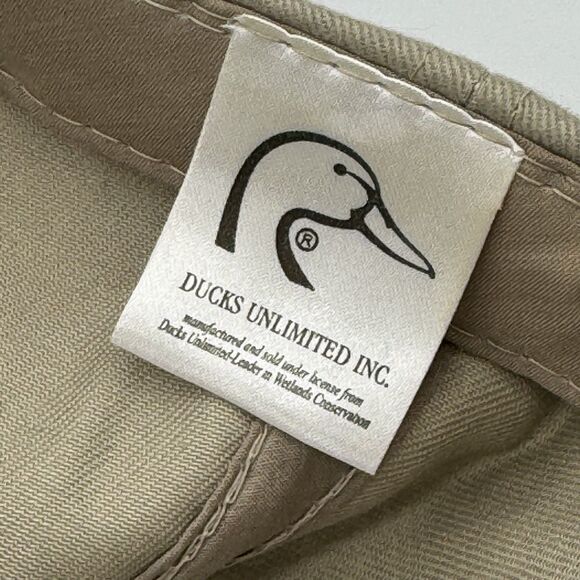 ®
DUCKS UNLIMITED INC.
manufactured and sold under license from
Ducks Unlimited-Leader in Wetlands Conservation